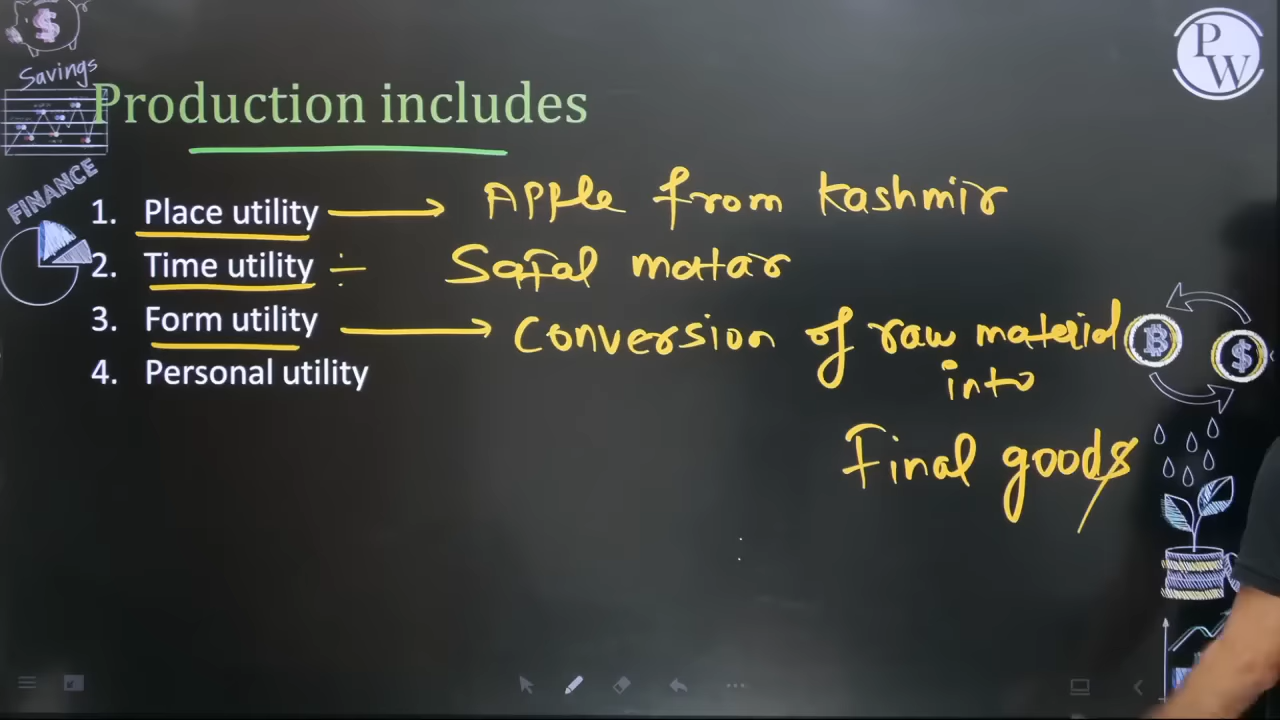 Savings
Production includes
FINANCE
1. Place utility → Apple from Kashmir
2. Time utility ÷ Safal matar
3. Form utility → Conversion of raw material
into
Final goods
4. Personal utility
PW
B
$
$